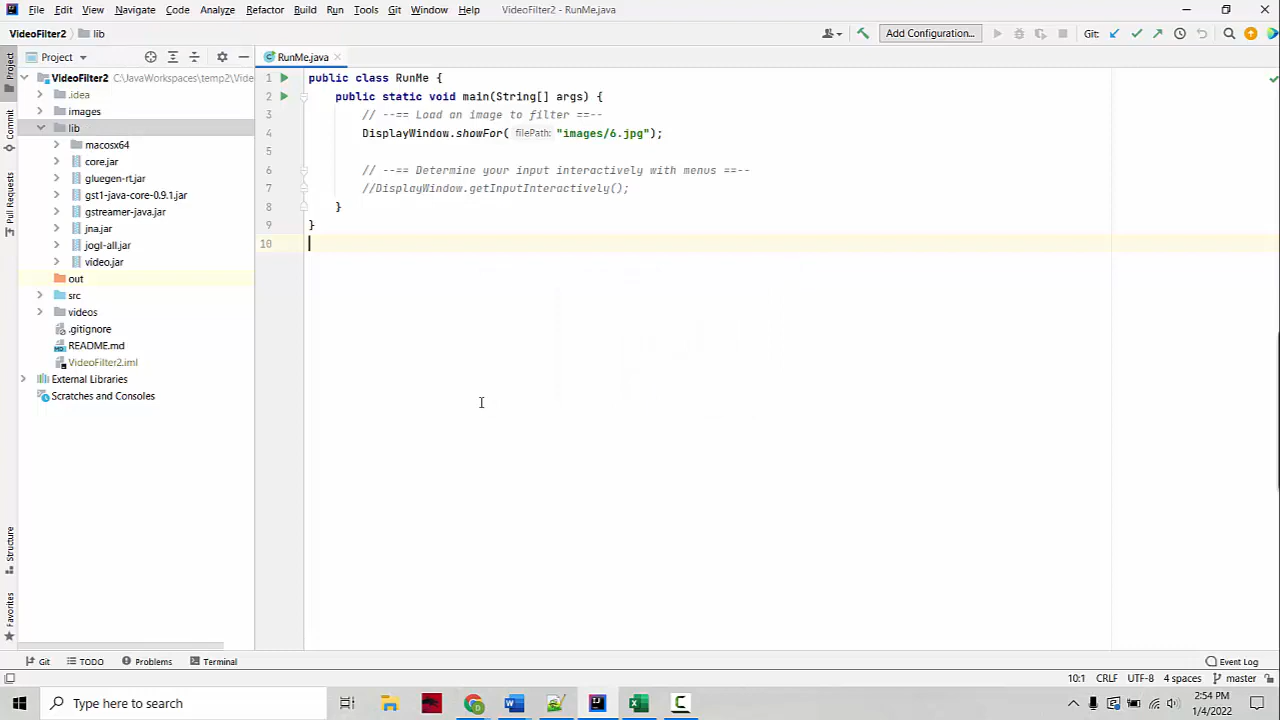 File Edit View Navigate Code Analyze Refactor Build Run Tools Git Window Help VideoFilter2 - RunMe.java
VideoFilter2 lib Add Configuration... Git:
Project RunMe.java
VideoFilter2 C:\JavaWorkspaces\temp2\Vide
.idea
images
lib
macosx64
core.jar
gluegen-rt.jar
gst1-java-core-0.9.1.jar
gstreamer-java.jar
jna.jar
jogl-all.jar
video.jar
out
src
videos
.gitignore
README.md
VideoFilter2.iml
External Libraries
Scratches and Consoles
Project
Commit
Pull Requests
Structure
Favorites
1 public class RunMe {
2 public static void main(String[] args) {
3 // --== Load an image to filter ==--
4 DisplayWindow.showFor( filePath: "images/6.jpg");
5
6 // --== Determine your input interactively with menus ==--
7 //DisplayWindow.getInputInteractively();
8 }
9 }
10
Git TODO Problems Terminal Event Log
10:1 CRLF UTF-8 4 spaces master
Type here to search
2:54 PM
1/4/2022